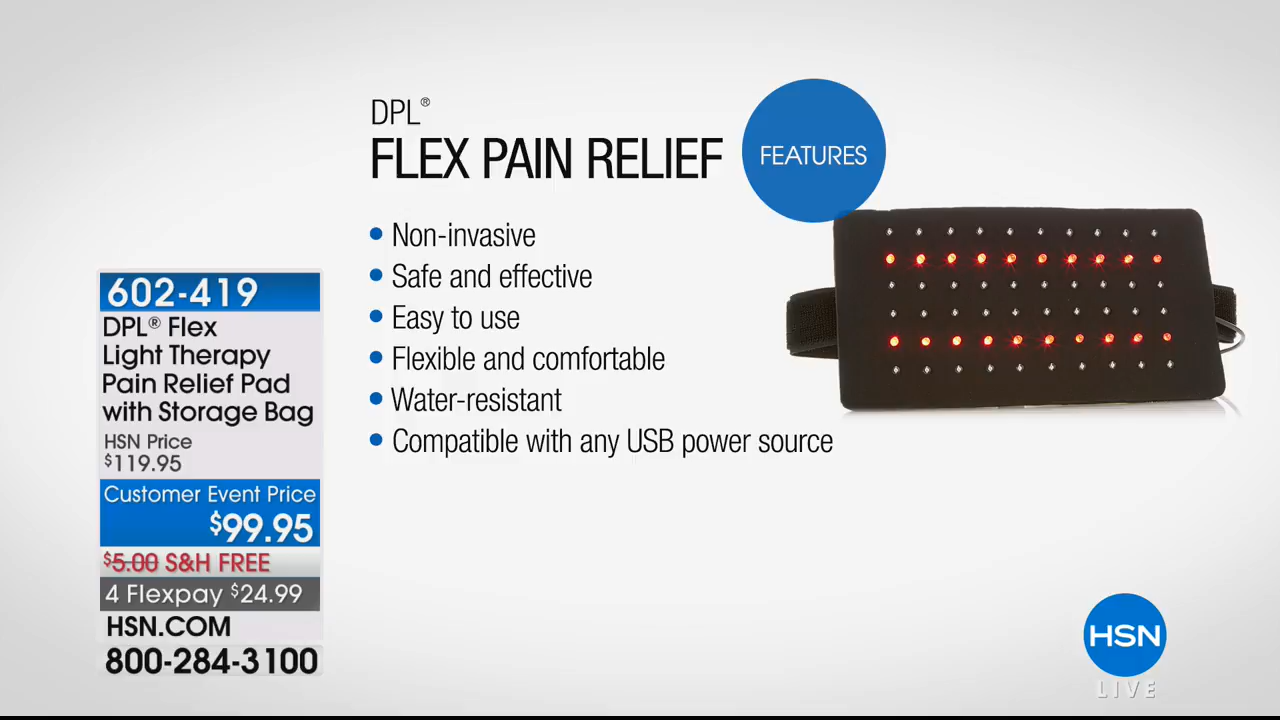 DPL®
FLEX PAIN RELIEF
FEATURES
• Non-invasive
• Safe and effective
• Easy to use
• Flexible and comfortable
• Water-resistant
• Compatible with any USB power source
602-419
DPL® Flex
Light Therapy
Pain Relief Pad
with Storage Bag
HSN Price
$119.95
Customer Event Price
$99.95
$5.00 S&H FREE
4 Flexpay $24.99
HSN.COM
800-284-3100
HSN
LIVE